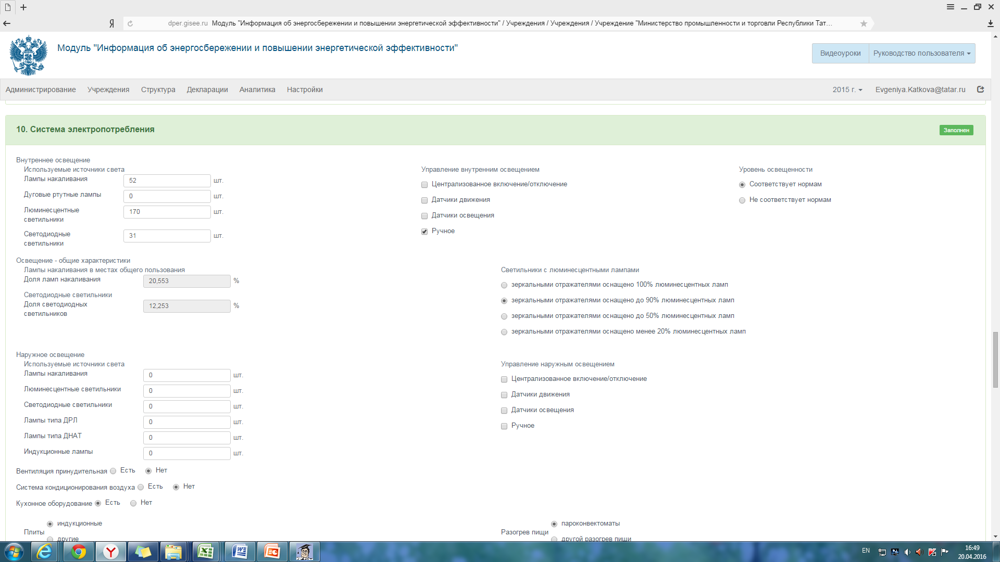 dper.gisee.ru Модуль "Информация об энергосбережении и повышении энергетической эффективности" / Учреждения / Учреждения / Учреждение "Министерство промышленности и торговли Республики Тат...
Модуль "Информация об энергосбережении и повышении энергетической эффективности"
Видеоуроки
Руководство пользователя
Администрирование Учреждения Структура Декларации Аналитика Настройки
2015 г. Evgeniya.Katkova@tatar.ru
10. Система электропотребления
Заполнен
Внутреннее освещение
Используемые источники света
Лампы накаливания 52 шт.
Дуговые ртутные лампы 0 шт.
Люминесцентные светильники 170 шт.
Светодиодные светильники 31 шт.
Управление внутренним освещением
Централизованное включение/отключение
Датчики движения
Датчики освещения
Ручное
Уровень освещенности
Соответствует нормам
Не соответствует нормам
Освещение - общие характеристики
Лампы накаливания в местах общего пользования
Доля ламп накаливания 20,553 %
Светодиодные светильники
Доля светодиодных светильников 12,253 %
Светильники с люминесцентными лампами
зеркальными отражателями оснащено 100% люминесцентных ламп
зеркальными отражателями оснащено до 90% люминесцентных ламп
зеркальными отражателями оснащено до 50% люминесцентных ламп
зеркальными отражателями оснащено менее 20% люминесцентных ламп
Наружное освещение
Используемые источники света
Лампы накаливания 0 шт.
Люминесцентные светильники 0 шт.
Светодиодные светильники 0 шт.
Лампы типа ДРЛ 0 шт.
Лампы типа ДНАТ 0 шт.
Индукционные лампы 0 шт.
Управление наружным освещением
Централизованное включение/отключение
Датчики движения
Датчики освещения
Ручное
Вентиляция принудительная Есть Нет
Система кондиционирования воздуха Есть Нет
Кухонное оборудование Есть Нет
Плиты
индукционные
другие
Разогрев пищи
пароконвектоматы
другой разогрев пищи
EN
16:49
20.04.2016